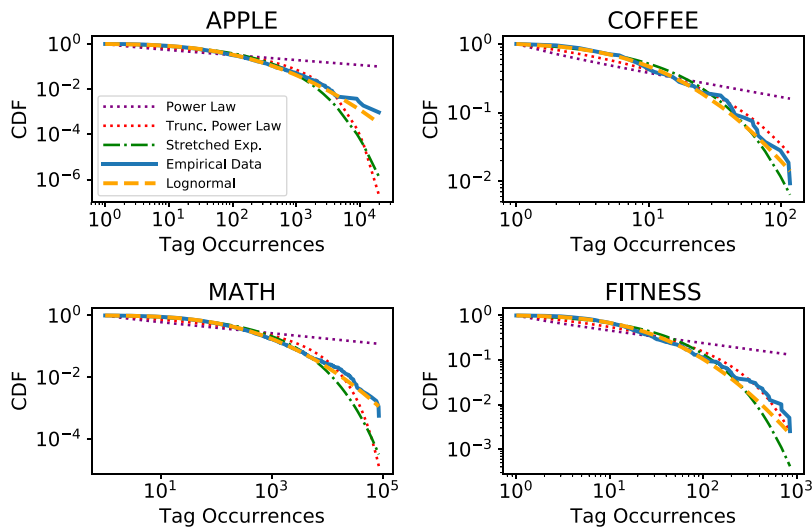 APPLE
CDF
10^0
10^-2
10^-4
10^-6
Power Law
Trunc. Power Law
Stretched Exp.
Empirical Data
Lognormal
10^0 10^1 10^2 10^3 10^4
Tag Occurrences
COFFEE
CDF
10^0
10^-1
10^-2
10^0 10^1 10^2
Tag Occurrences
MATH
CDF
10^0
10^-2
10^-4
10^1 10^3 10^5
Tag Occurrences
FITNESS
CDF
10^0
10^-1
10^-2
10^-3
10^0 10^1 10^2 10^3
Tag Occurrences